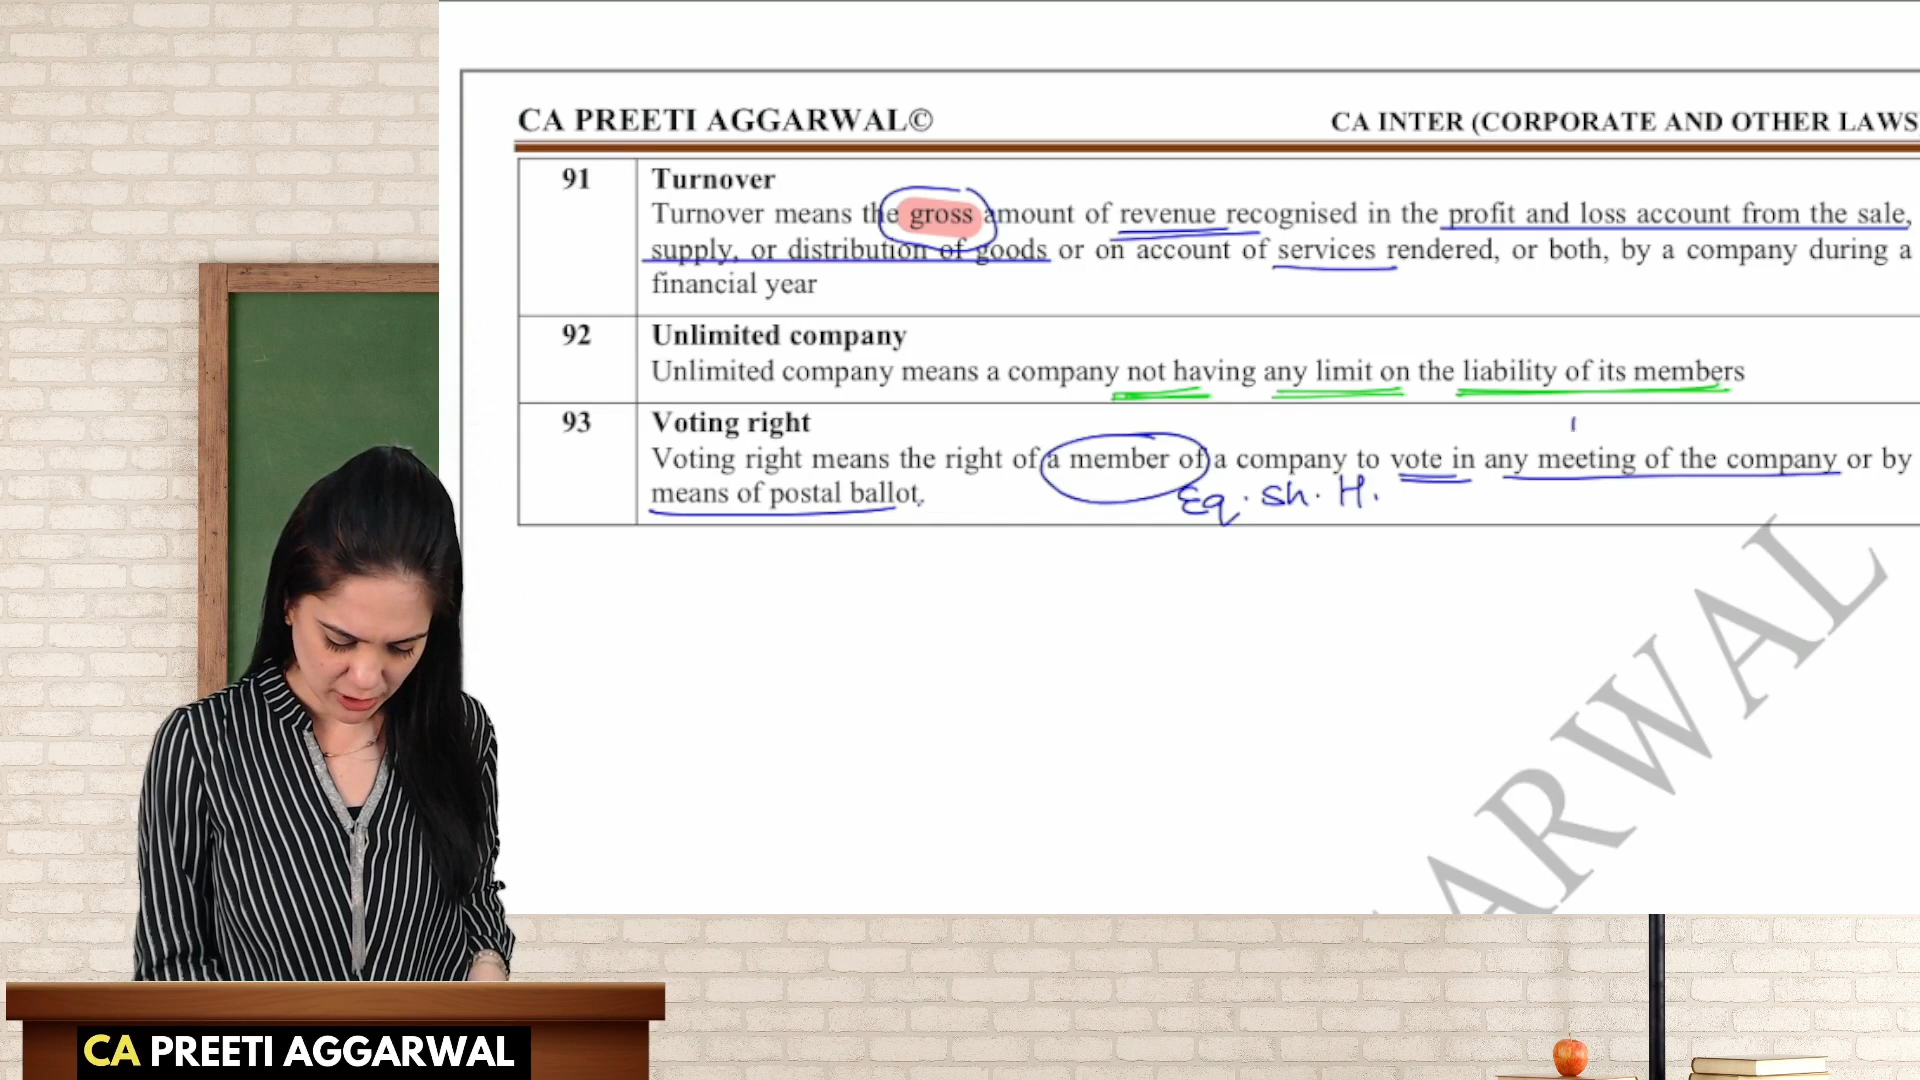 CA PREETI AGGARWAL©
CA INTER (CORPORATE AND OTHER LAWS
91
Turnover
Turnover means the gross amount of revenue recognised in the profit and loss account from the sale,
supply, or distribution of goods or on account of services rendered, or both, by a company during a
financial year
92
Unlimited company
Unlimited company means a company not having any limit on the liability of its members
93
Voting right
Voting right means the right of a member of a company to vote in any meeting of the company or by
means of postal ballot.
Eq. Sh. H.
ARWAL
CA PREETI AGGARWAL